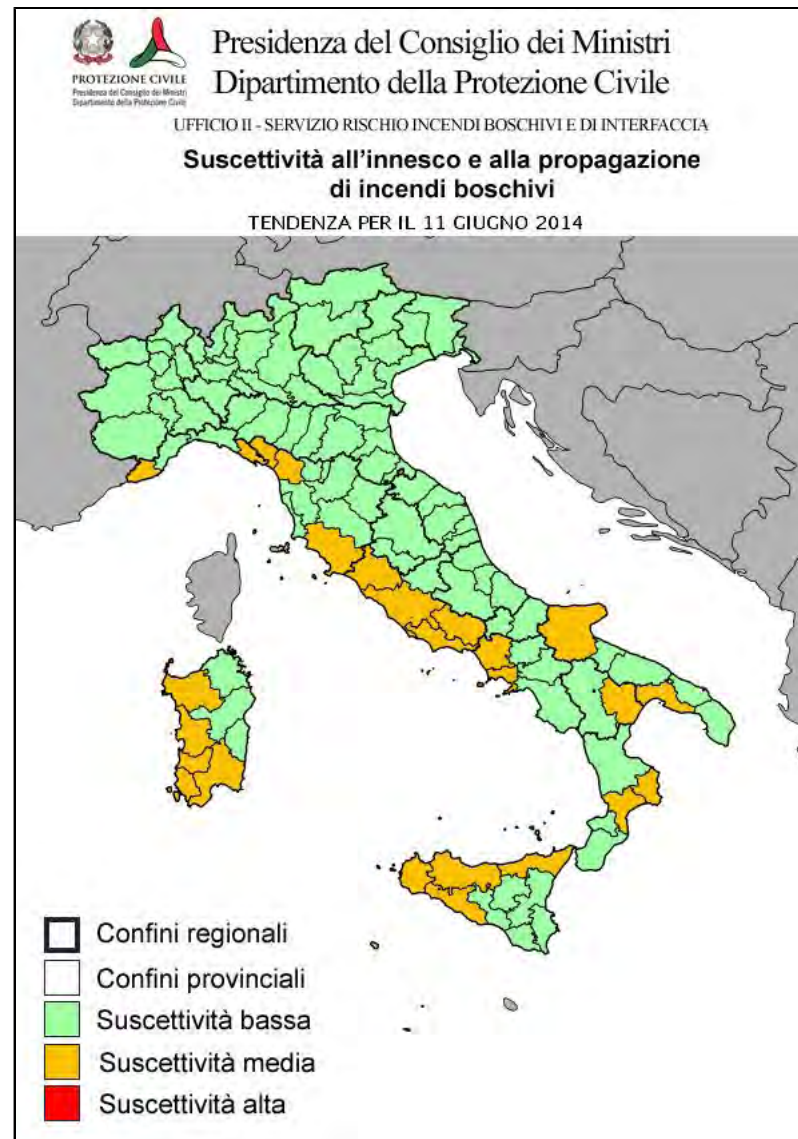 PROTEZIONE CIVILE
Presidenza del Consiglio dei Ministri
Dipartimento della Protezione Civile
Presidenza del Consiglio dei Ministri
Dipartimento della Protezione Civile
UFFICIO II - SERVIZIO RISCHIO INCENDI BOSCHIVI E DI INTERFACCIA
Suscettività all'innesco e alla propagazione
di incendi boschivi
TENDENZA PER IL 11 GIUGNO 2014
Confini regionali
Confini provinciali
Suscettività bassa
Suscettività media
Suscettività alta